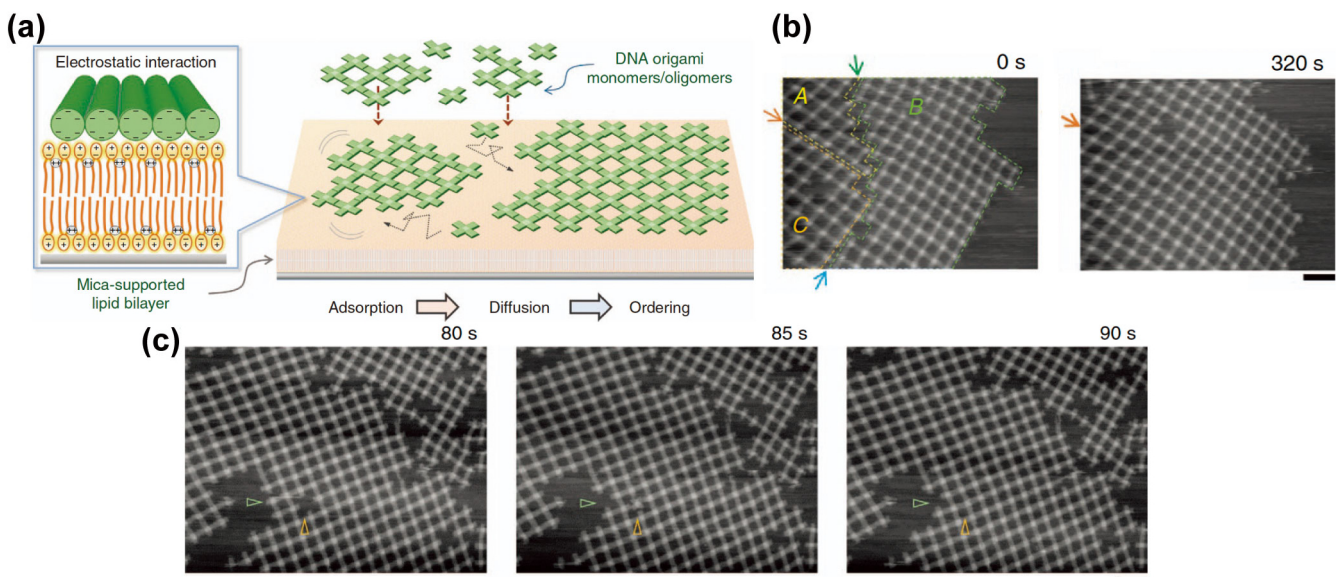 (a)
Electrostatic interaction
DNA origami
monomers/oligomers
Mica-supported
lipid bilayer
Adsorption
Diffusion
Ordering
(b)
0 s
320 s
A
B
C
(c)
80 s
85 s
90 s